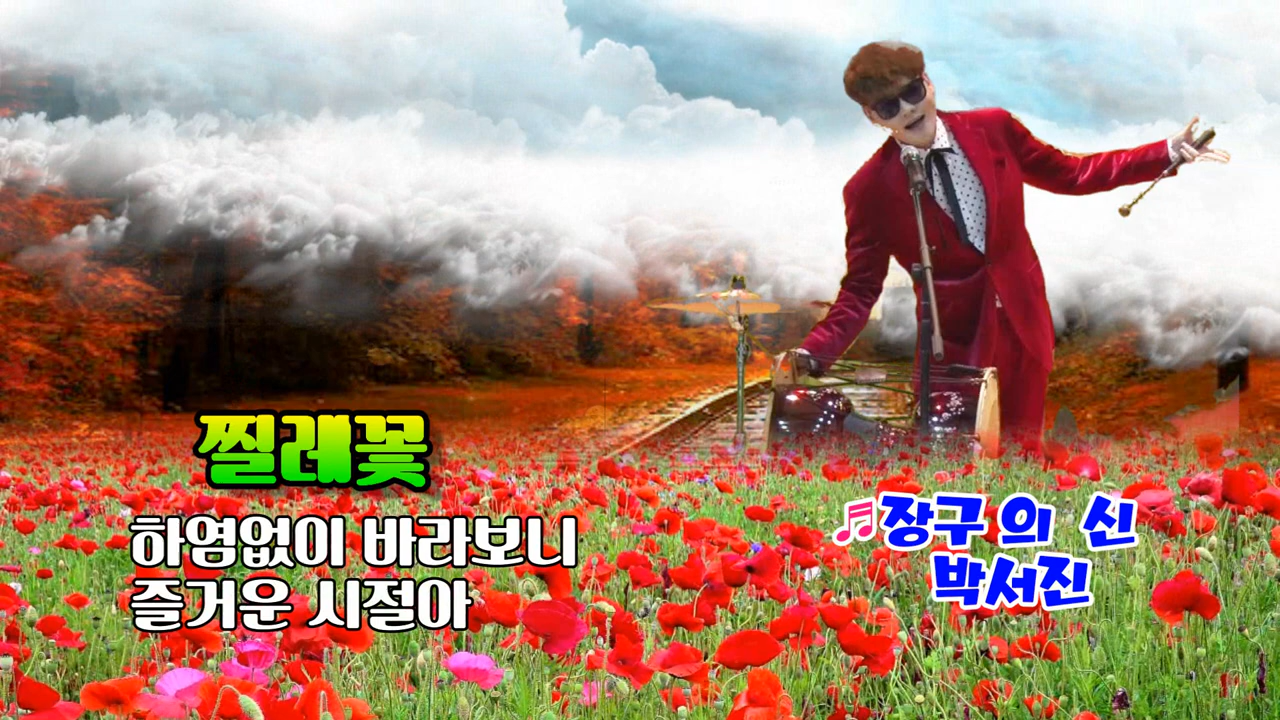 찔레꽃
하염없이 바라보니
즐거운 시절아
장구의 신
박서진